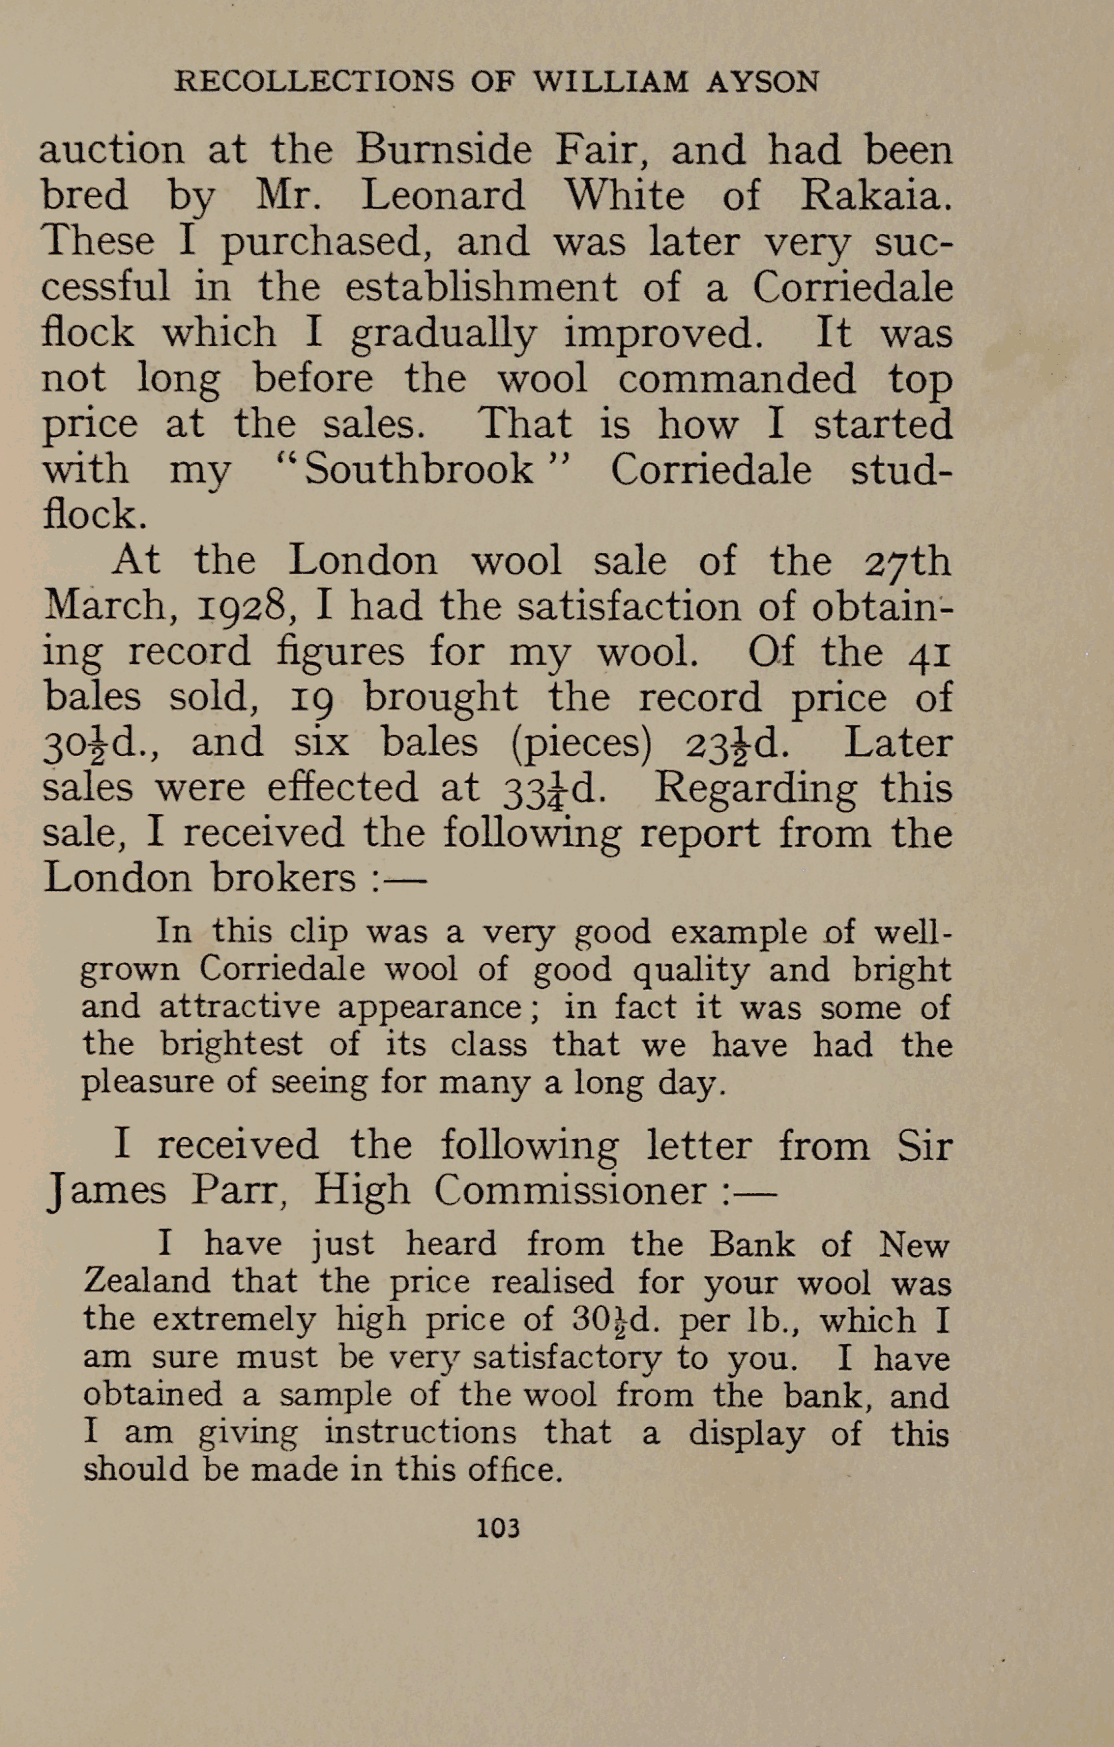 RECOLLECTIONS OF WILLIAM AYSON
auction at the Burnside Fair, and had been
bred by Mr. Leonard White of Rakaia.
These I purchased, and was later very suc-
cessful in the establishment of a Corriedale
flock which I gradually improved. It was
not long before the wool commanded top
price at the sales. That is how I started
with my “Southbrook” Corriedale stud-
flock.
At the London wool sale of the 27th
March, 1928, I had the satisfaction of obtain-
ing record figures for my wool. Of the 41
bales sold, 19 brought the record price of
30½d., and six bales (pieces) 23½d. Later
sales were effected at 33¼d. Regarding this
sale, I received the following report from the
London brokers :—
In this clip was a very good example of well-
grown Corriedale wool of good quality and bright
and attractive appearance; in fact it was some of
the brightest of its class that we have had the
pleasure of seeing for many a long day.
I received the following letter from Sir
James Parr, High Commissioner :—
I have just heard from the Bank of New
Zealand that the price realised for your wool was
the extremely high price of 30½d. per lb., which I
am sure must be very satisfactory to you. I have
obtained a sample of the wool from the bank, and
I am giving instructions that a display of this
should be made in this office.
103